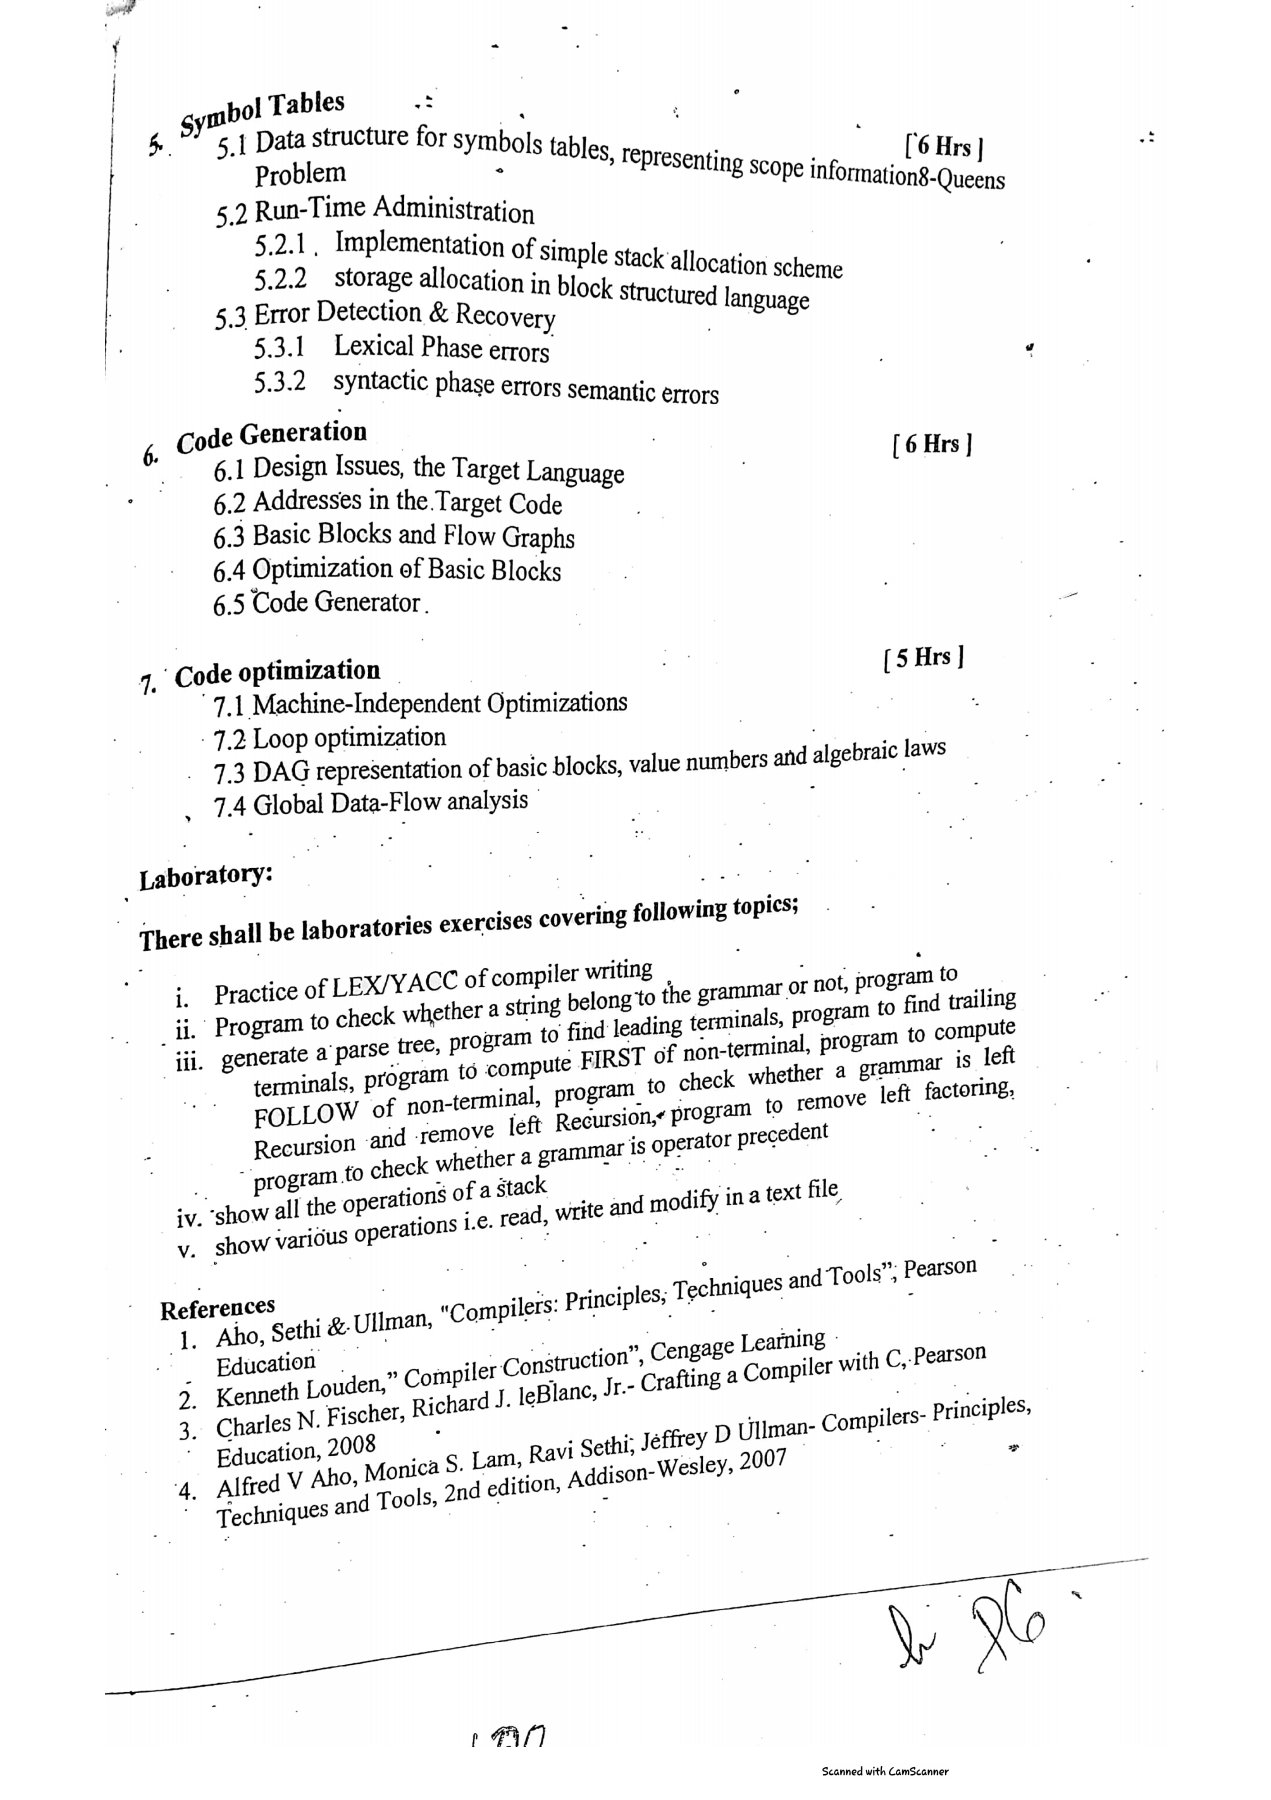 5. Symbol Tables [ 6 Hrs ]
5.1 Data structure for symbols tables, representing scope information8-Queens
Problem
5.2 Run-Time Administration
5.2.1 Implementation of simple stack allocation scheme
5.2.2 storage allocation in block structured language
5.3 Error Detection & Recovery
5.3.1 Lexical Phase errors
5.3.2 syntactic phase errors semantic errors
6. Code Generation [ 6 Hrs ]
6.1 Design Issues, the Target Language
6.2 Addresses in the Target Code
6.3 Basic Blocks and Flow Graphs
6.4 Optimization of Basic Blocks
6.5 Code Generator.
7. Code optimization [ 5 Hrs ]
7.1 Machine-Independent Optimizations
7.2 Loop optimization
7.3 DAG representation of basic blocks, value numbers and algebraic laws
7.4 Global Data-Flow analysis
Laboratory:
There shall be laboratories exercises covering following topics;
i. Practice of LEX/YACC of compiler writing
ii. Program to check whether a string belong to the grammar or not, program to
iii. generate a parse tree, program to find leading terminals, program to find trailing
terminals, program to compute FIRST of non-terminal, program to compute
FOLLOW of non-terminal, program to check whether a grammar is left
Recursion and remove left Recursion, program to remove left factoring,
program to check whether a grammar is operator precedent
iv. show all the operations of a stack
v. show various operations i.e. read, write and modify in a text file
References
1. Aho, Sethi & Ullman, "Compilers: Principles, Techniques and Tools”, Pearson
Education
2. Kenneth Louden,” Compiler Construction”, Cengage Learning
3. Charles N. Fischer, Richard J. leBlanc, Jr.- Crafting a Compiler with C, Pearson
Education, 2008
4. Alfred V Aho, Monica S. Lam, Ravi Sethi, Jeffrey D Ullman- Compilers- Principles,
Techniques and Tools, 2nd edition, Addison-Wesley, 2007
Scanned with CamScanner